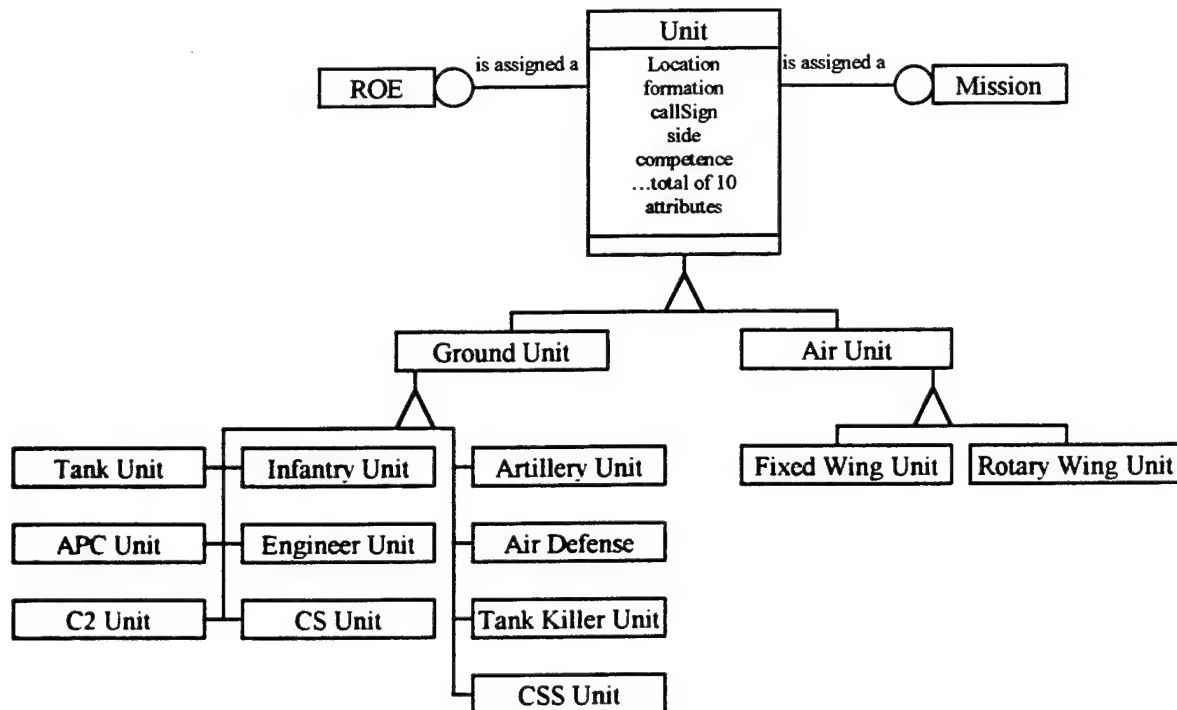 Unit
is assigned a
is assigned a
ROE
Location
formation
callSign
side
competence
...total of 10
attributes
Mission
Ground Unit
Air Unit
Tank Unit
Infantry Unit
Artillery Unit
Fixed Wing Unit
Rotary Wing Unit
APC Unit
Engineer Unit
Air Defense
C2 Unit
CS Unit
Tank Killer Unit
CSS Unit